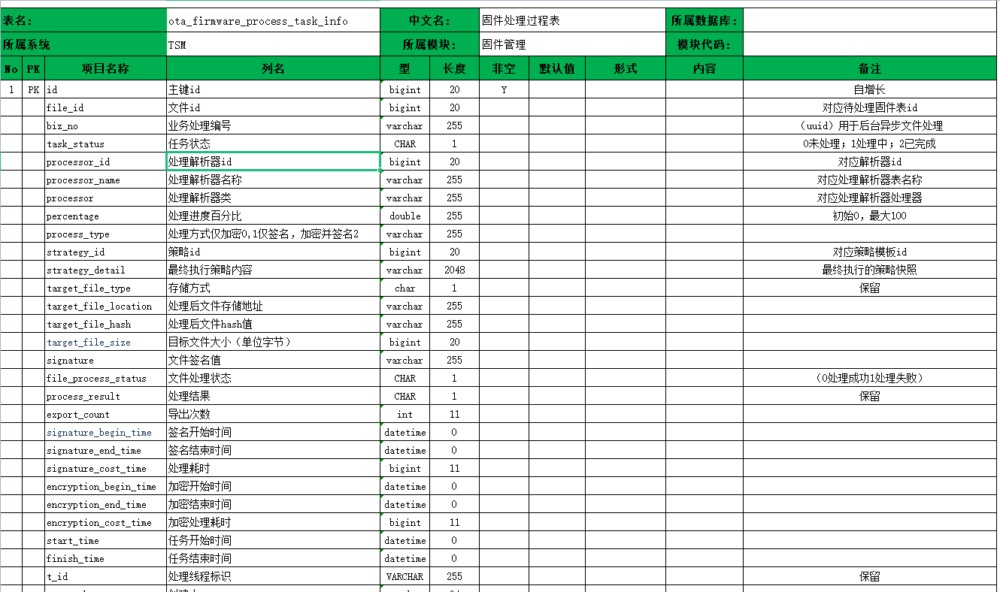 表名： ota_firmware_process_task_info 中文名： 固件处理过程表 所属数据库：
所属系统 TSM 所属模块： 固件管理 模块代码：
No PK 项目名称 列名 型 长度 非空 默认值 形式 内容 备注
1 PK id 主键id bigint 20 Y 自增长
file_id 文件id bigint 20 对应待处理固件表id
biz_no 业务处理编号 varchar 255 （uuid）用于后台异步文件处理
task_status 任务状态 CHAR 1 0未处理；1处理中；2已完成
processor_id 处理解析器id bigint 20 对应解析器id
processor_name 处理解析器名称 varchar 255 对应处理解析器表名称
processor 处理解析器类 varchar 255 对应处理解析器处理器
percentage 处理进度百分比 double 255 初始0，最大100
process_type 处理方式仅加密0,1仅签名，加密并签名2 varchar 255
strategy_id 策略id bigint 20 对应策略模板id
strategy_detail 最终执行策略内容 varchar 2048 最终执行的策略快照
target_file_type 存储方式 char 1 保留
target_file_location 处理后文件存储地址 varchar 255
target_file_hash 处理后文件hash值 varchar 255
target_file_size 目标文件大小（单位字节） bigint 20
signature 文件签名值 varchar 255
file_process_status 文件处理状态 CHAR 1 （0处理成功1处理失败）
process_result 处理结果 CHAR 1 保留
export_count 导出次数 int 11
signature_begin_time 签名开始时间 datetime 0
signature_end_time 签名结束时间 datetime 0
signature_cost_time 处理耗时 bigint 11
encryption_begin_time 加密开始时间 datetime 0
encryption_end_time 加密结束时间 datetime 0
encryption_cost_time 加密处理耗时 bigint 11
start_time 任务开始时间 datetime 0
finish_time 任务结束时间 datetime 0
t_id 处理线程标识 VARCHAR 255 保留